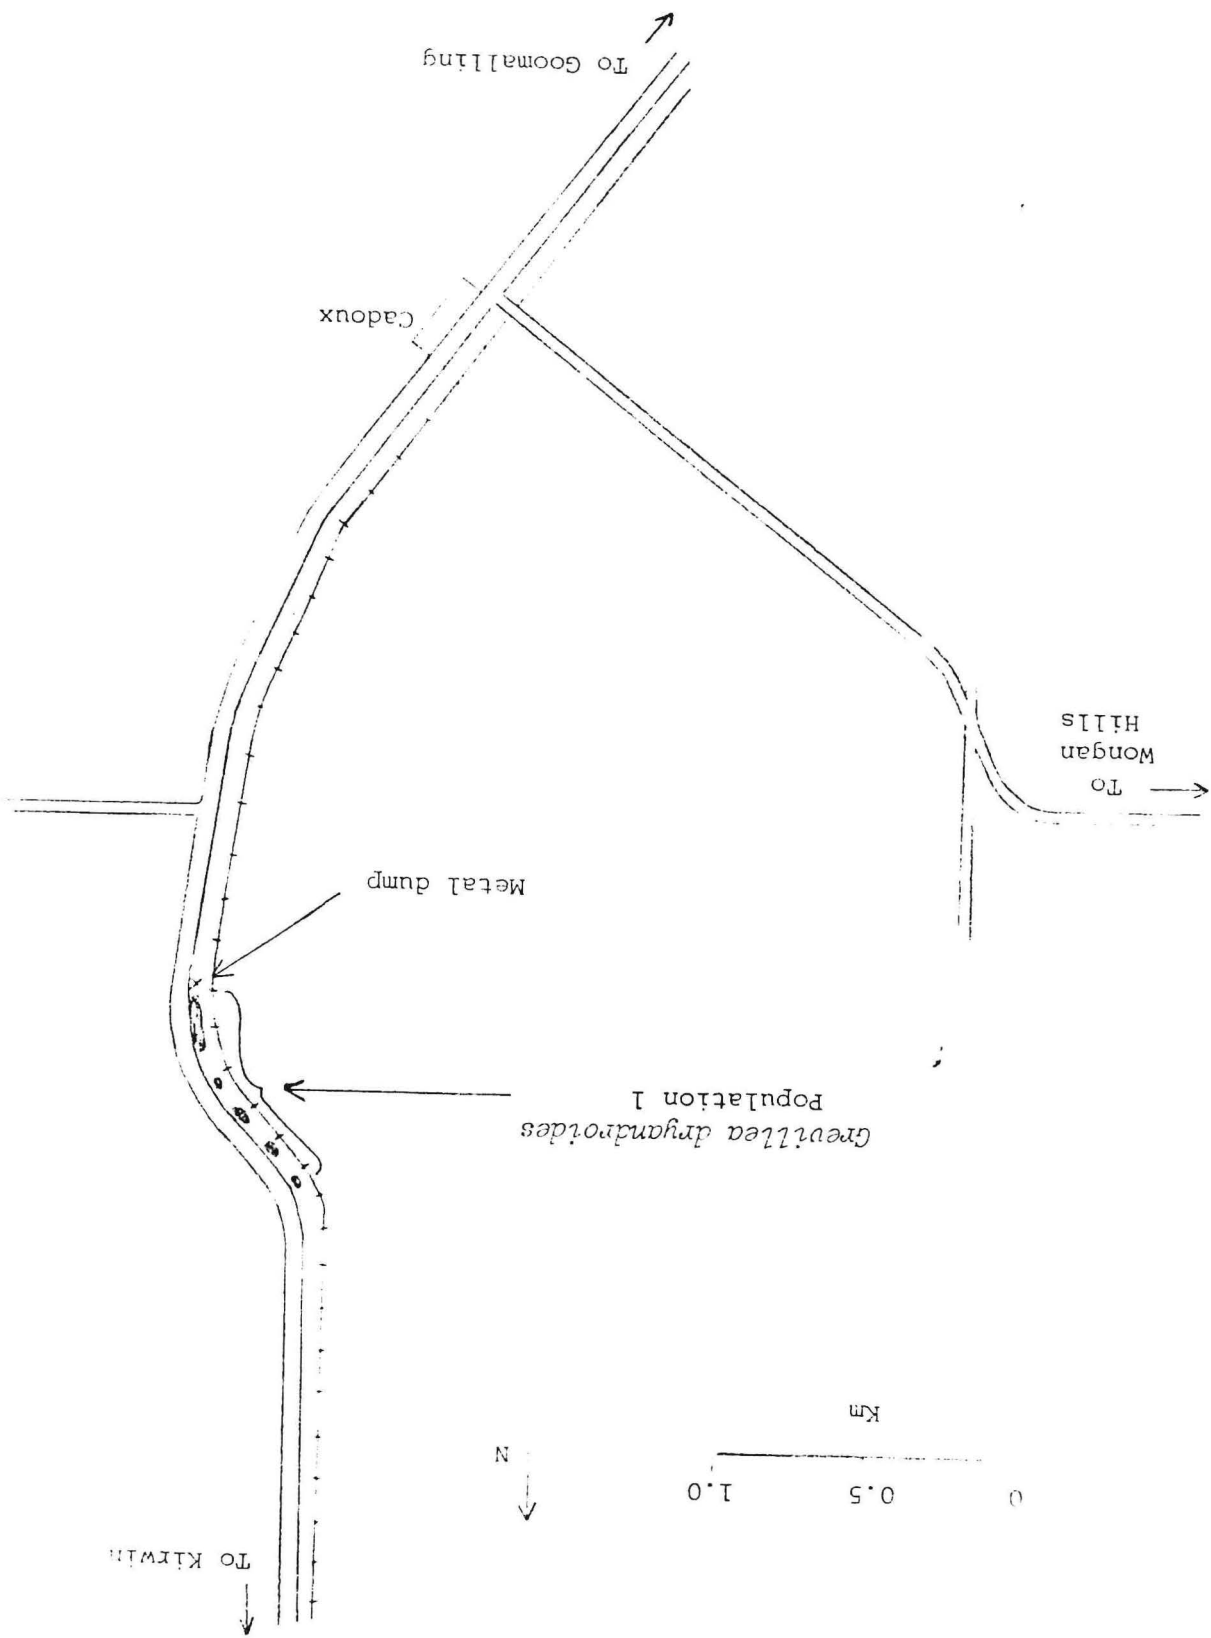 To Kirwin
N
0 0.5 1.0
Km
Grevillea dryandroides
Population 1
Metal dump
To
Wongan
Hills
Cadoux
To Goomalling